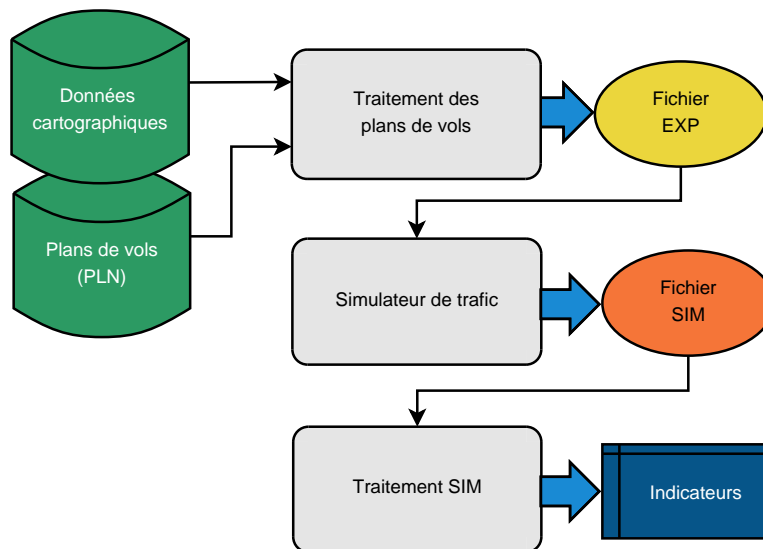 Données
cartographiques
Plans de vols
(PLN)
Traitement des
plans de vols
Fichier
EXP
Simulateur de trafic
Fichier
SIM
Traitement SIM
Indicateurs